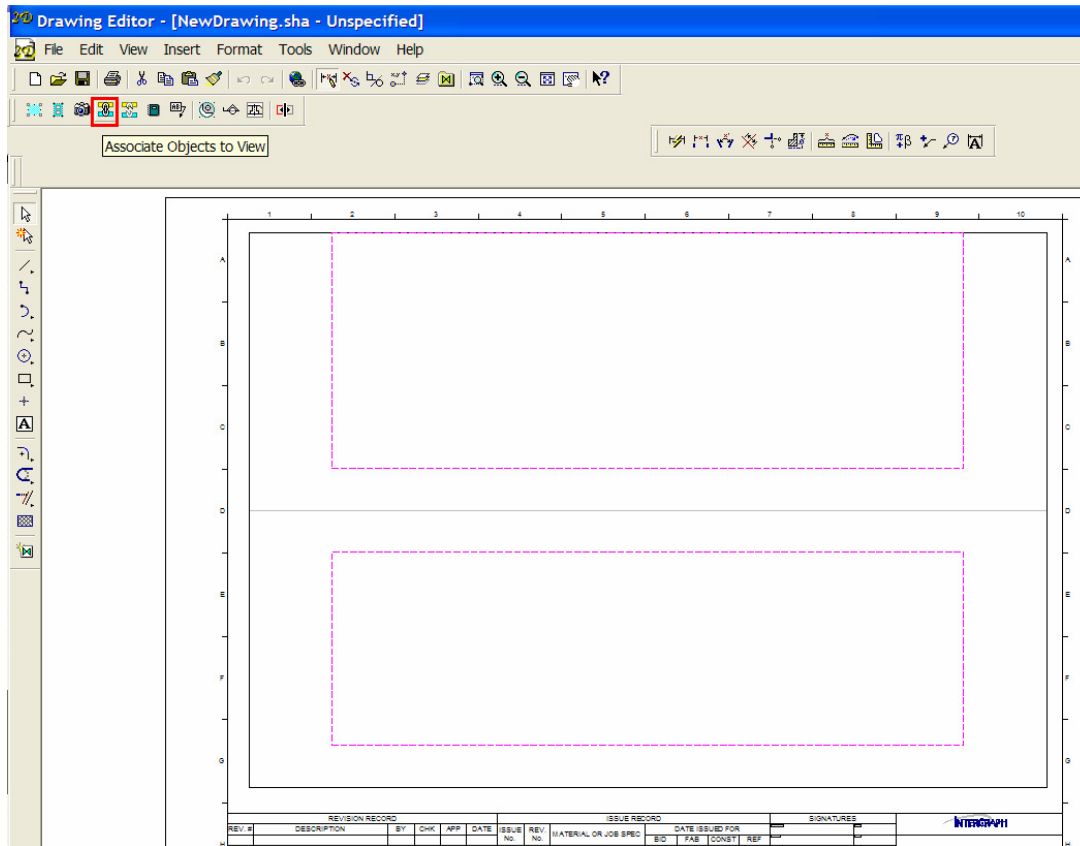 Drawing Editor - [NewDrawing.sha - Unspecified]
File Edit View Insert Format Tools Window Help
Associate Objects to View
1 2 3 4 5 6 7 8 9 10
A A
B B
C C
D D
E E
F F
G G
H H
REVISION RECORD ISSUE RECORD SIGNATURES
REV. # DESCRIPTION BY CHK APP DATE ISSUE No. REV. No. MATERIAL OR JOB SPEC DATE ISSUED FOR
BID FAB CONST REF
INTERGRAPH